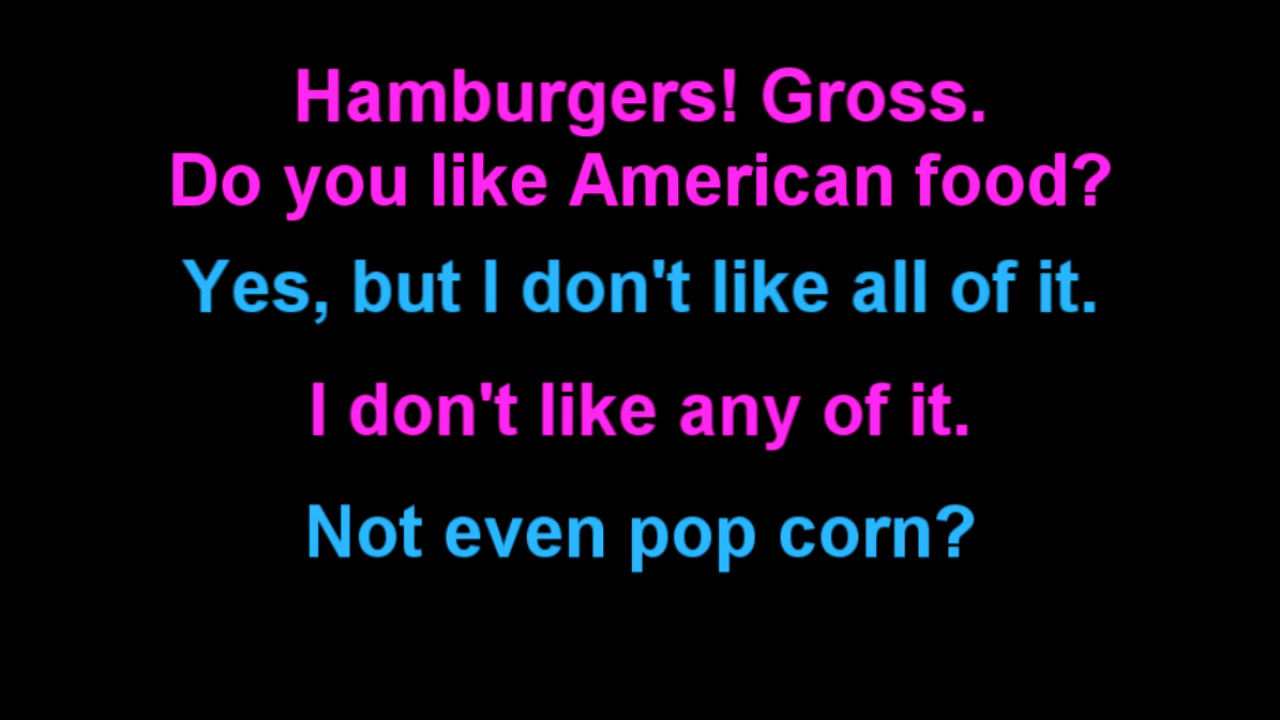 Hamburgers! Gross.
Do you like American food?
Yes, but I don't like all of it.
I don't like any of it.
Not even pop corn?